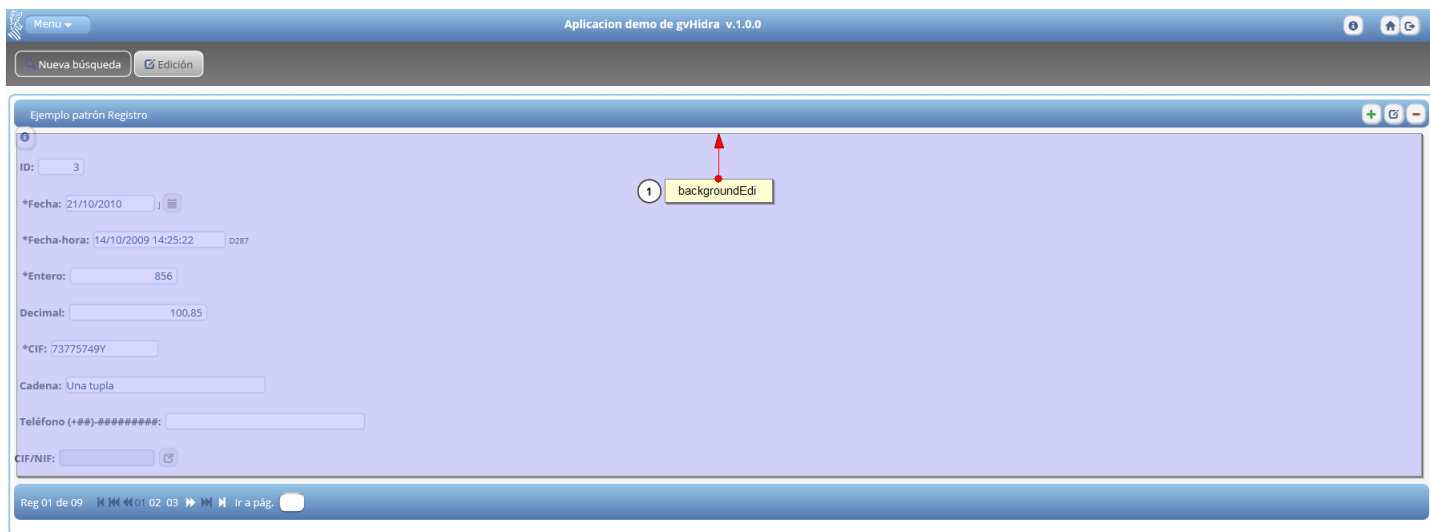 Menu
Aplicacion demo de gvHidra v.1.0.0
Nueva búsqueda
Edición
Ejemplo patrón Registro
ID: 3
*Fecha: 21/10/2010 J
*Fecha-hora: 14/10/2009 14:25:22 D287
*Entero: 856
Decimal: 100,85
*CIF: 73775749Y
Cadena: Una tupla
Teléfono (+##)-#########:
CIF/NIF:
1 backgroundEdi
Reg 01 de 09 01 02 03 Ir a pág.